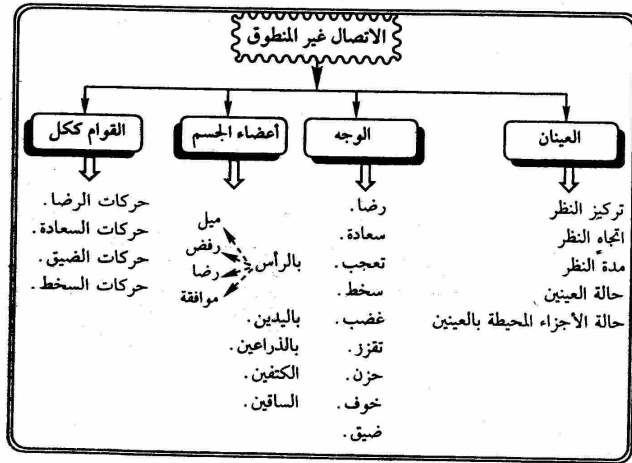 الاتصال غير المنطوق
العينان
تركيز النظر
اتجاه النظر
مدة النظر
حالة العينين
حالة الأجزاء المحيطة بالعينين
الوجه
رضا.
سعادة.
تعجب.
سخط.
غضب.
تقزز.
حزن.
خوف.
ضيق.
أعضاء الجسم
بالرأس
ميل
رفض
رضا
موافقة
باليدين.
بالذراعين.
الكتفين.
الساقين.
القوام ككل
حركات الرضا.
حركات السعادة.
حركات الضيق.
حركات السخط.